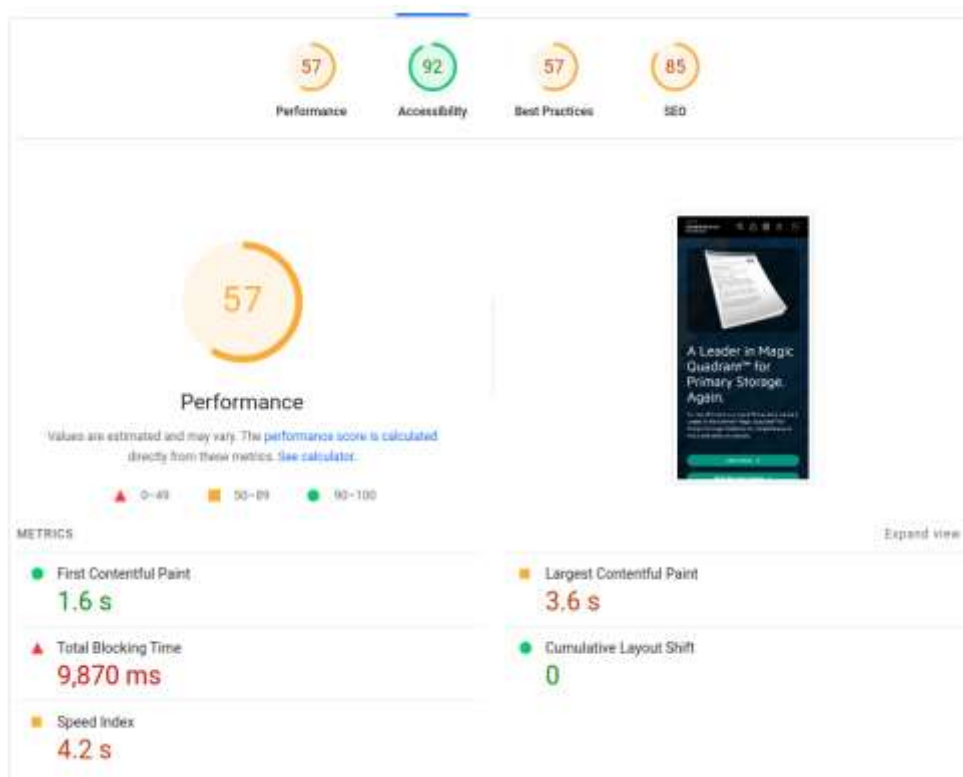 57
92
57
85
Performance
Accessibility
Best Practices
SEO
57
Performance
Values are estimated and may vary. The performance score is calculated
directly from these metrics. See calculator.
0–49
50–89
90–100
A Leader in Magic
Quadrant™ for
Primary Storage.
Again.
METRICS
Expand view
First Contentful Paint
1.6 s
Largest Contentful Paint
3.6 s
Total Blocking Time
9,870 ms
Cumulative Layout Shift
0
Speed Index
4.2 s